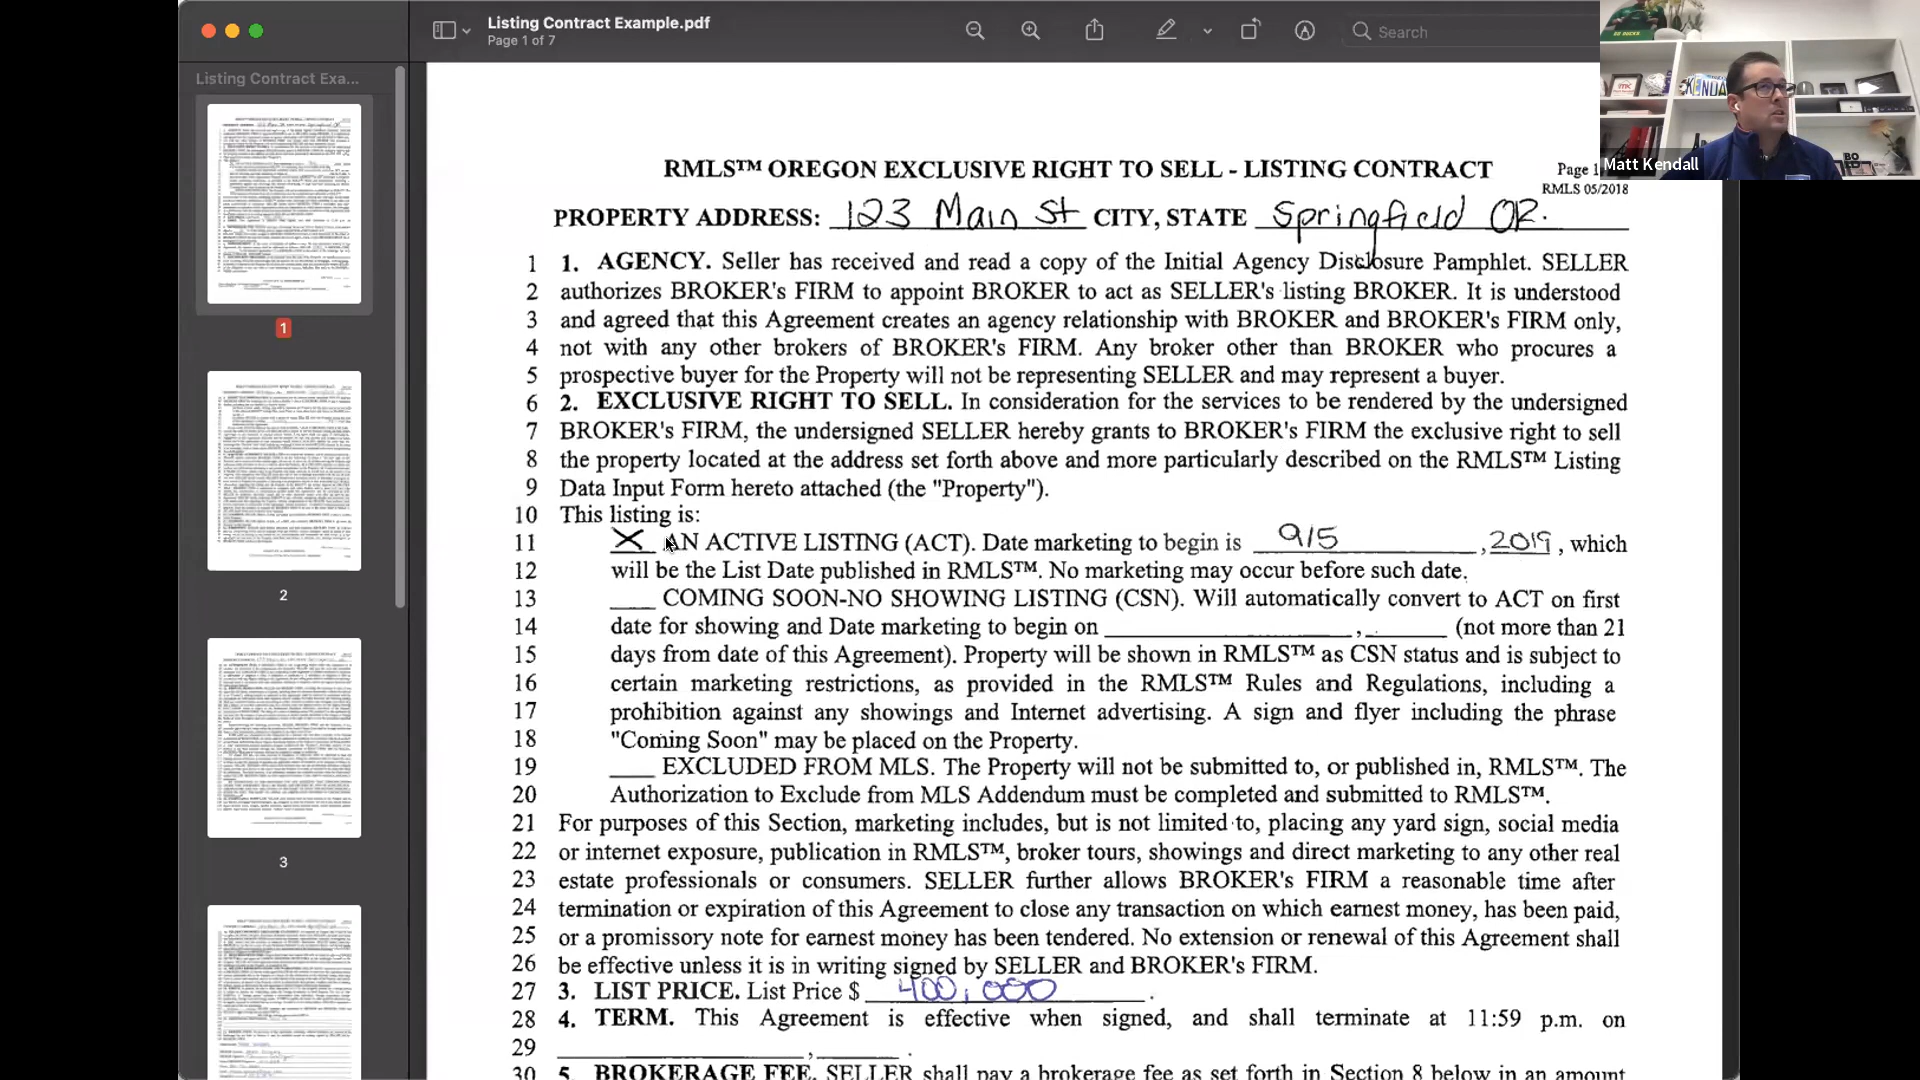 Listing Contract Example.pdf
Page 1 of 7
Search
Listing Contract Exa...
GO DUCKS
Matt Kendall
RMLS™ OREGON EXCLUSIVE RIGHT TO SELL - LISTING CONTRACT
Page 1
RMLS 05/2018
PROPERTY ADDRESS: 123 Main St CITY, STATE Springfield OR.
1 1. AGENCY. Seller has received and read a copy of the Initial Agency Disclosure Pamphlet. SELLER
2 authorizes BROKER's FIRM to appoint BROKER to act as SELLER's listing BROKER. It is understood
3 and agreed that this Agreement creates an agency relationship with BROKER and BROKER's FIRM only,
4 not with any other brokers of BROKER's FIRM. Any broker other than BROKER who procures a
5 prospective buyer for the Property will not be representing SELLER and may represent a buyer.
6 2. EXCLUSIVE RIGHT TO SELL. In consideration for the services to be rendered by the undersigned
7 BROKER's FIRM, the undersigned SELLER hereby grants to BROKER's FIRM the exclusive right to sell
8 the property located at the address set forth above and more particularly described on the RMLS™ Listing
9 Data Input Form hereto attached (the "Property").
10 This listing is:
11 X AN ACTIVE LISTING (ACT). Date marketing to begin is 9/5 , 2019 , which
12 will be the List Date published in RMLS™. No marketing may occur before such date.
13 ____ COMING SOON-NO SHOWING LISTING (CSN). Will automatically convert to ACT on first
14 date for showing and Date marketing to begin on ____________, ______ (not more than 21
15 days from date of this Agreement). Property will be shown in RMLS™ as CSN status and is subject to
16 certain marketing restrictions, as provided in the RMLS™ Rules and Regulations, including a
17 prohibition against any showings and Internet advertising. A sign and flyer including the phrase
18 "Coming Soon" may be placed on the Property.
19 ____ EXCLUDED FROM MLS. The Property will not be submitted to, or published in, RMLS™. The
20 Authorization to Exclude from MLS Addendum must be completed and submitted to RMLS™.
21 For purposes of this Section, marketing includes, but is not limited to, placing any yard sign, social media
22 or internet exposure, publication in RMLS™, broker tours, showings and direct marketing to any other real
23 estate professionals or consumers. SELLER further allows BROKER's FIRM a reasonable time after
24 termination or expiration of this Agreement to close any transaction on which earnest money, has been paid,
25 or a promissory note for earnest money has been tendered. No extension or renewal of this Agreement shall
26 be effective unless it is in writing signed by SELLER and BROKER's FIRM.
27 3. LIST PRICE. List Price $ 400,000 .
28 4. TERM. This Agreement is effective when signed, and shall terminate at 11:59 p.m. on
29 ____________, ______ .
30 5. BROKERAGE FEE. SELLER shall pay a brokerage fee as set forth in Section 8 below in an amount
1
2
3